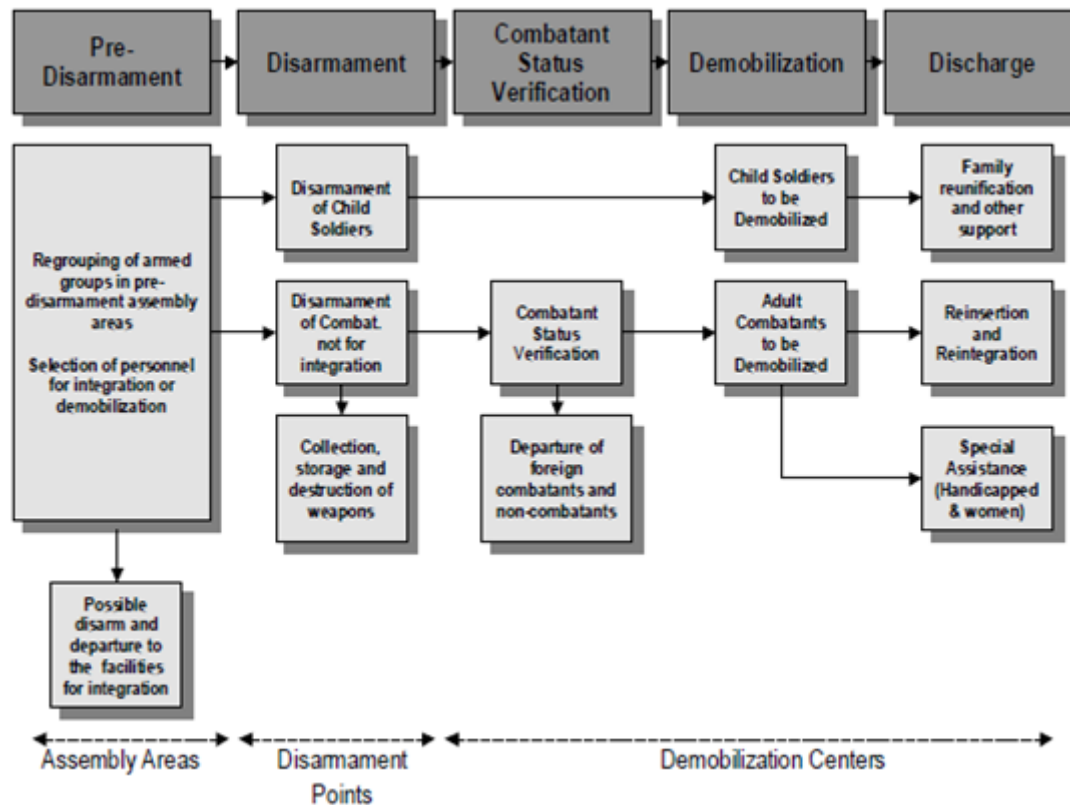 Pre-
Disarmament
Disarmament
Combatant
Status
Verification
Demobilization
Discharge
Regrouping of armed
groups in pre-
disarmament assembly
areas
Selection of personnel
for integration or
demobilization
Disarmament
of Child
Soldiers
Child Soldiers
to be
Demobilized
Family
reunification
and other
support
Disarmament
of Combat.
not for
integration
Combatant
Status
Verification
Adult
Combatants
to be
Demobilized
Reinsertion
and
Reintegration
Collection,
storage and
destruction of
weapons
Departure of
foreign
combatants and
non-combatants
Special
Assistance
(Handicapped
& women)
Possible
disarm and
departure to
the facilities
for integration
Assembly Areas
Disarmament
Points
Demobilization Centers